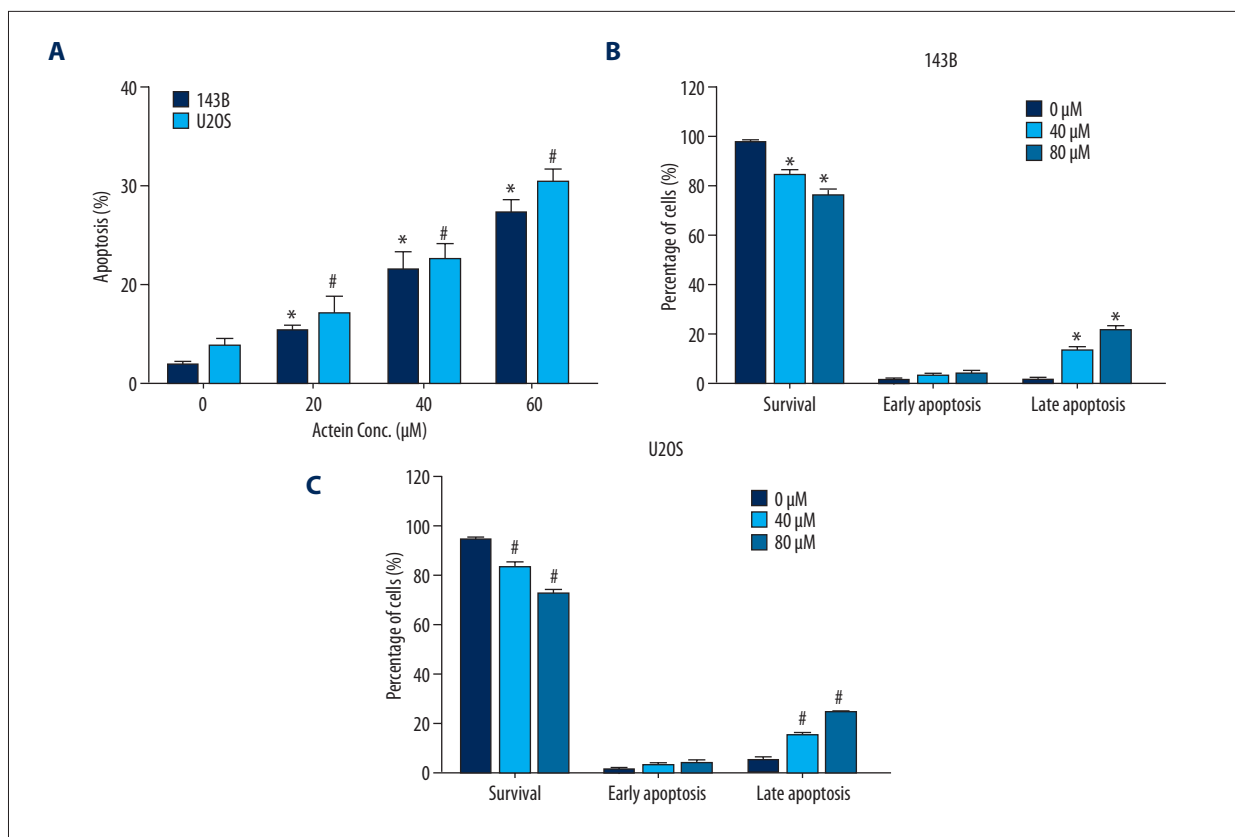 A
143B
U2OS
Apoptosis (%)
40
30
20
0
* # * # * #
0 20 40 60
Actein Conc. (µM)
B
143B
0 µM
40 µM
80 µM
Percentage of cells (%)
120
100
80
60
40
20
0
* * * *
Survival Early apoptosis Late apoptosis
C
U2OS
0 µM
40 µM
80 µM
Percentage of cells (%)
120
100
80
60
40
20
0
# # # #
Survival Early apoptosis Late apoptosis